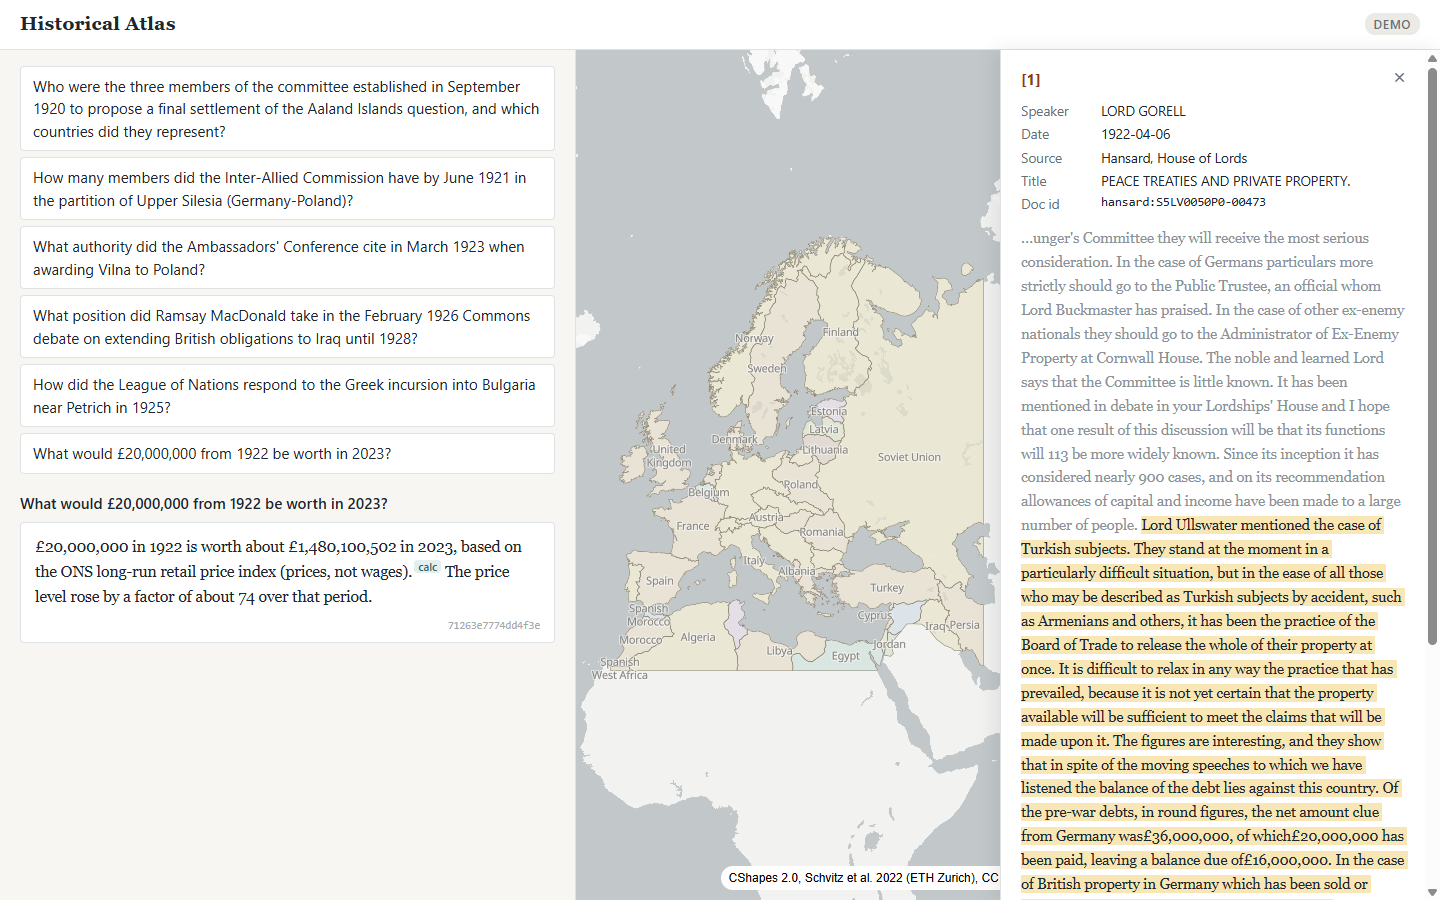 Historical Atlas
DEMO
Who were the three members of the committee established in September
1920 to propose a final settlement of the Aaland Islands question, and which
countries did they represent?
How many members did the Inter-Allied Commission have by June 1921 in
the partition of Upper Silesia (Germany-Poland)?
What authority did the Ambassadors' Conference cite in March 1923 when
awarding Vilna to Poland?
What position did Ramsay MacDonald take in the February 1926 Commons
debate on extending British obligations to Iraq until 1928?
How did the League of Nations respond to the Greek incursion into Bulgaria
near Petrich in 1925?
What would £20,000,000 from 1922 be worth in 2023?
What would £20,000,000 from 1922 be worth in 2023?
£20,000,000 in 1922 is worth about £1,480,100,502 in 2023, based on
the ONS long-run retail price index (prices, not wages). calc The price
level rose by a factor of about 74 over that period.
71263e7774dd4f3e
Norway
Finland
Sweden
Estonia
Latvia
Denmark
Lithuania
United
Kingdom
Soviet Union
Belgium
Poland
France
Austria
Romania
Italy
Albania
Spain
Turkey
Spanish
Morocco
Cyprus
Iraq
Persia
Morocco
Algeria
Libya
Jordan
Egypt
Spanish
West Africa
CShapes 2.0, Schvitz et al. 2022 (ETH Zurich), CC
[1]
×
Speaker LORD GORELL
Date 1922-04-06
Source Hansard, House of Lords
Title PEACE TREATIES AND PRIVATE PROPERTY.
Doc id hansard:S5LV0050P0-00473
...unger's Committee they will receive the most serious
consideration. In the case of Germans particulars more
strictly should go to the Public Trustee, an official whom
Lord Buckmaster has praised. In the case of other ex-enemy
nationals they should go to the Administrator of Ex-Enemy
Property at Cornwall House. The noble and learned Lord
says that the Committee is little known. It has been
mentioned in debate in your Lordships' House and I hope
that one result of this discussion will be that its functions
will 113 be more widely known. Since its inception it has
considered nearly 900 cases, and on its recommendation
allowances of capital and income have been made to a large
number of people. Lord Ullswater mentioned the case of
Turkish subjects. They stand at the moment in a
particularly difficult situation, but in the ease of all those
who may be described as Turkish subjects by accident, such
as Armenians and others, it has been the practice of the
Board of Trade to release the whole of their property at
once. It is difficult to relax in any way the practice that has
prevailed, because it is not yet certain that the property
available will be sufficient to meet the claims that will be
made upon it. The figures are interesting, and they show
that in spite of the moving speeches to which we have
listened the balance of the debt lies against this country. Of
the pre-war debts, in round figures, the net amount clue
from Germany was£36,000,000, of which£20,000,000 has
been paid, leaving a balance due of£16,000,000. In the case
of British property in Germany which has been sold or